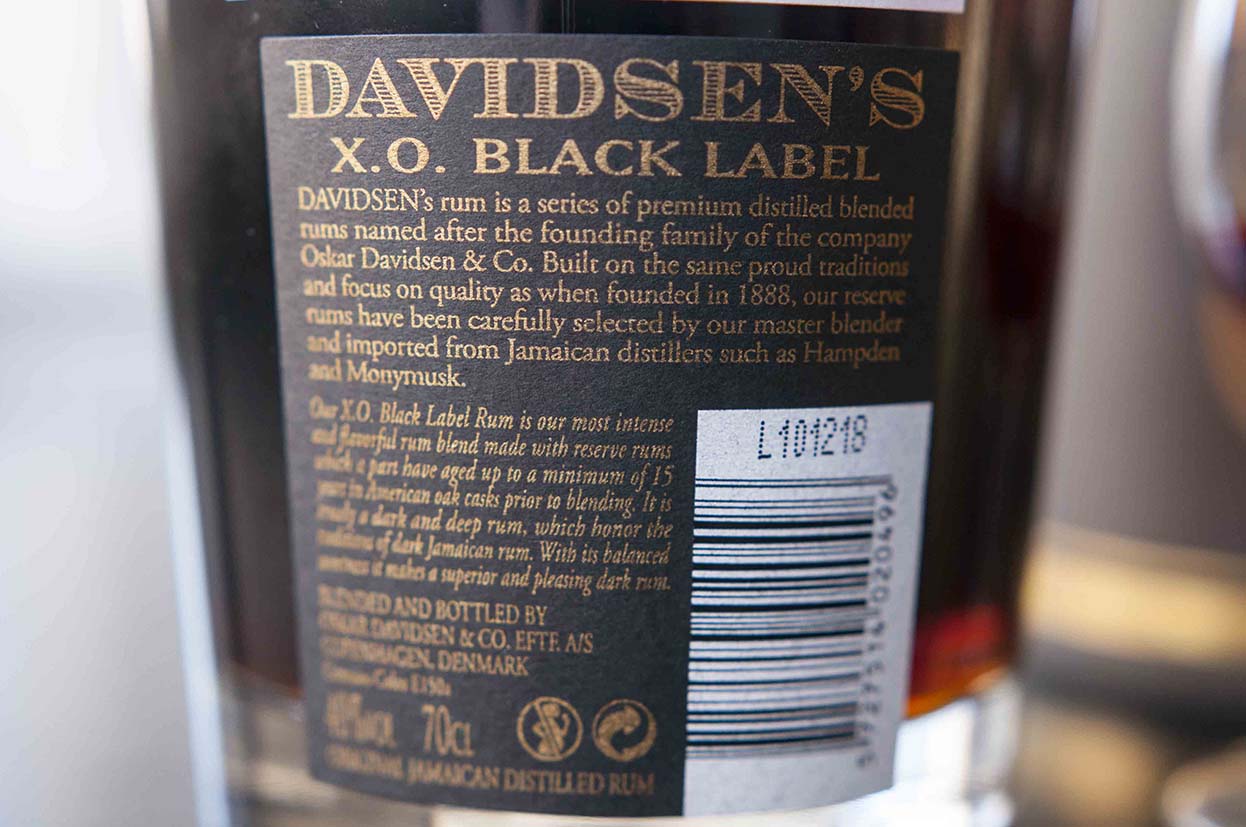 DAVIDSEN'S
X.O. BLACK LABEL
DAVIDSEN's rum is a series of premium distilled blended
rums named after the founding family of the company
Oskar Davidsen & Co. Built on the same proud traditions
and focus on quality as when founded in 1888, our reserve
rums have been carefully selected by our master blender
and imported from Jamaican distillers such as Hampden
and Monymusk.
Our X.O. Black Label Rum is our most intense
and flavorful rum blend made with reserve rums
which a part have aged up to a minimum of 15
years in American oak casks prior to blending. It is
truely a dark and deep rum, which honor the
traditions of dark Jamaican rum. With its balanced
it makes a superior and pleasing dark rum.
BLENDED AND BOTTLED BY
OSKAR DAVIDSEN & CO. EFTF. A/S
COPENHAGEN, DENMARK
E150a
70CL
ORIGINAL JAMAICAN DISTILLED RUM
L101218